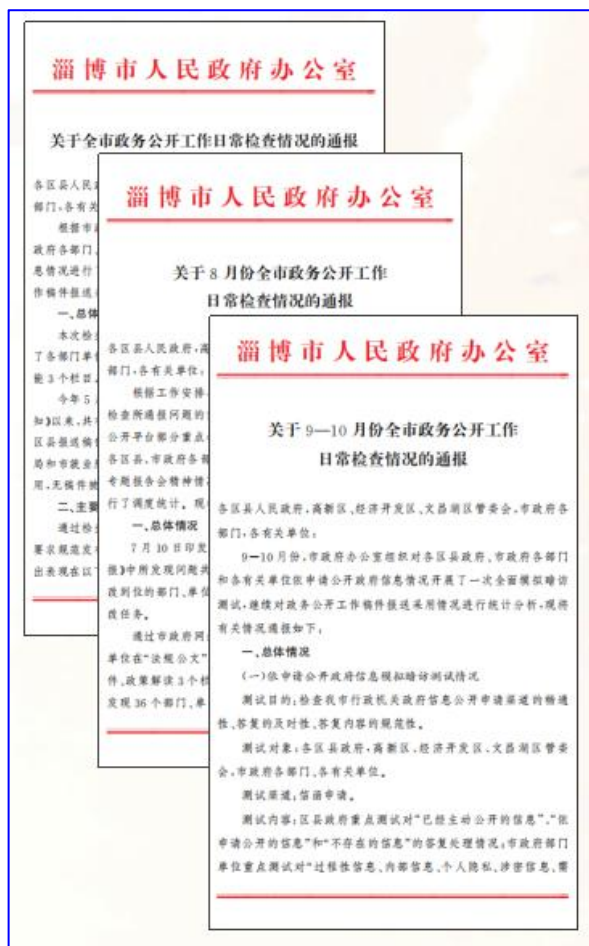 淄博市人民政府办公室
关于全市政务公开工作日常检查情况的通报
各区县人民政
部门,各有关
根据市政
政府各部门、
息情况进行了
作稿件报送
一、总体
本次检
了各部门单
能3个栏目
今年5月
知》以来,共
区县报送稿
局和市就业
用,无稿件被
二、主要
通过检
要求规范发
出表现在以
淄博市人民政府办公室
关于8月份全市政务公开工作
日常检查情况的通报
各区县人民政府,高
部门,各有关单位:
根据工作安排,
检查所通报问题的
公开平台部分重点
各区县、市政府各部
专题报告会精神情
行了调度统计。现
一、总体情况
7月10日印发
报》中所发现问题共
改到位的部门、单位
改任务。
通过市政府网
单位在“法规公文”
件、政策解读3个栏
发现36个部门、单
淄博市人民政府办公室
关于9—10月份全市政务公开工作
日常检查情况的通报
各区县人民政府,高新区、经济开发区、文昌湖区管委会,市政府各
部门,各有关单位:
9—10月份,市政府办公室组织对各区县政府、市政府各部门
和各有关单位依申请公开政府信息情况开展了一次全面模拟暗访
测试,继续对政务公开工作稿件报送采用情况进行统计分析,现将
有关情况通报如下:
一、总体情况
(一)依申请公开政府信息模拟暗访测试情况
测试目的:检查我市行政机关政府信息公开申请渠道的畅通
性、答复的及时性、答复内容的规范性。
测试对象:各区县政府,高新区、经济开发区、文昌湖区管委
会,市政府各部门、各有关单位。
测试渠道:信函申请。
测试内容:区县政府重点测试对“已经主动公开的信息”、“依
申请公开的信息”和“不存在的信息”的答复处理情况;市政府部门
单位重点测试对“过程性信息、内部信息、个人隐私、涉密信息、需